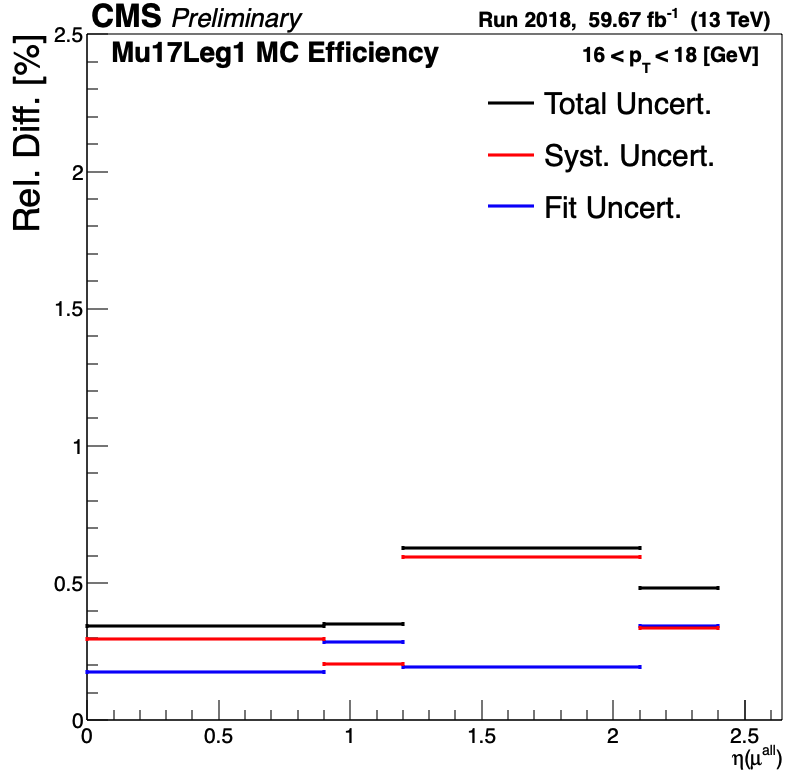 CMS Preliminary Run 2018, 59.67 fb⁻¹ (13 TeV)
Mu17Leg1 MC Efficiency 16 < p_T < 18 [GeV]
Total Uncert.
Syst. Uncert.
Fit Uncert.
Rel. Diff. [%]
2.5
2
1.5
1
0.5
0
0 0.5 1 1.5 2 2.5
η(μ^all)